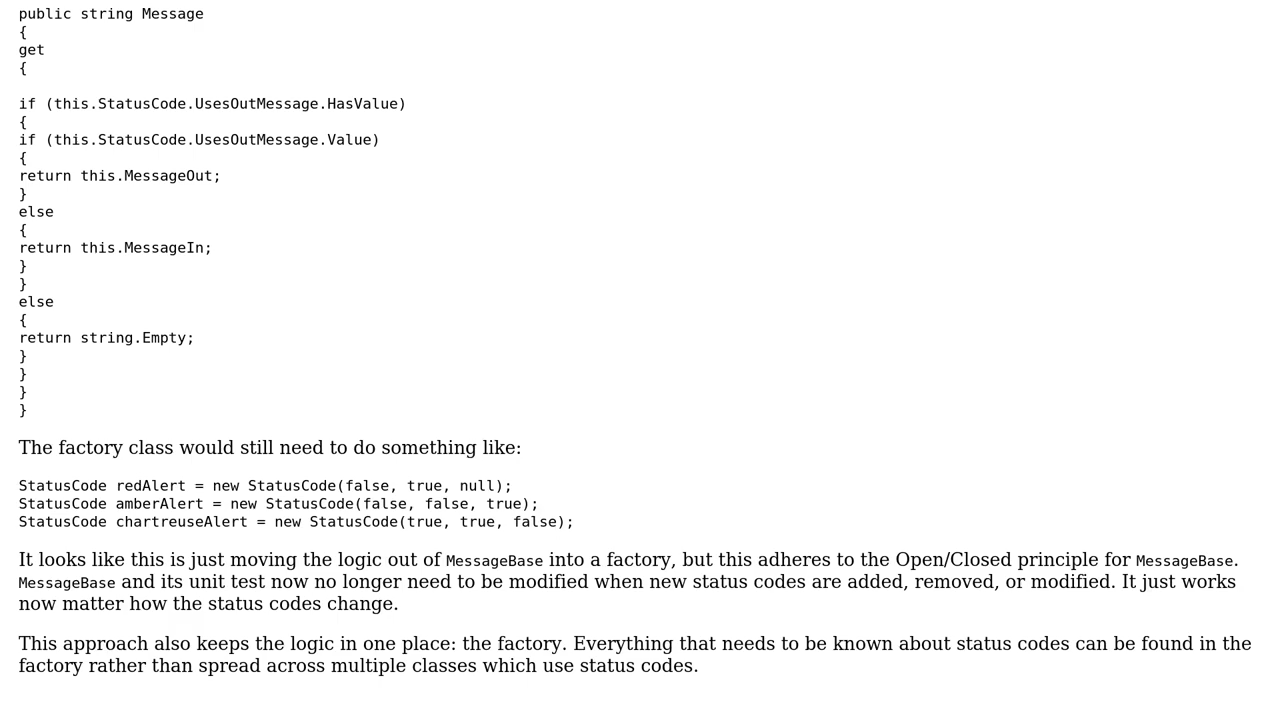 public string Message
{
get
{
if (this.StatusCode.UsesOutMessage.HasValue)
{
if (this.StatusCode.UsesOutMessage.Value)
{
return this.MessageOut;
}
else
{
return this.MessageIn;
}
}
else
{
return string.Empty;
}
}
}
}
The factory class would still need to do something like:
StatusCode redAlert = new StatusCode(false, true, null);
StatusCode amberAlert = new StatusCode(false, false, true);
StatusCode chartreuseAlert = new StatusCode(true, true, false);
It looks like this is just moving the logic out of MessageBase into a factory, but this adheres to the Open/Closed principle for MessageBase.
MessageBase and its unit test now no longer need to be modified when new status codes are added, removed, or modified. It just works
now matter how the status codes change.
This approach also keeps the logic in one place: the factory. Everything that needs to be known about status codes can be found in the
factory rather than spread across multiple classes which use status codes.